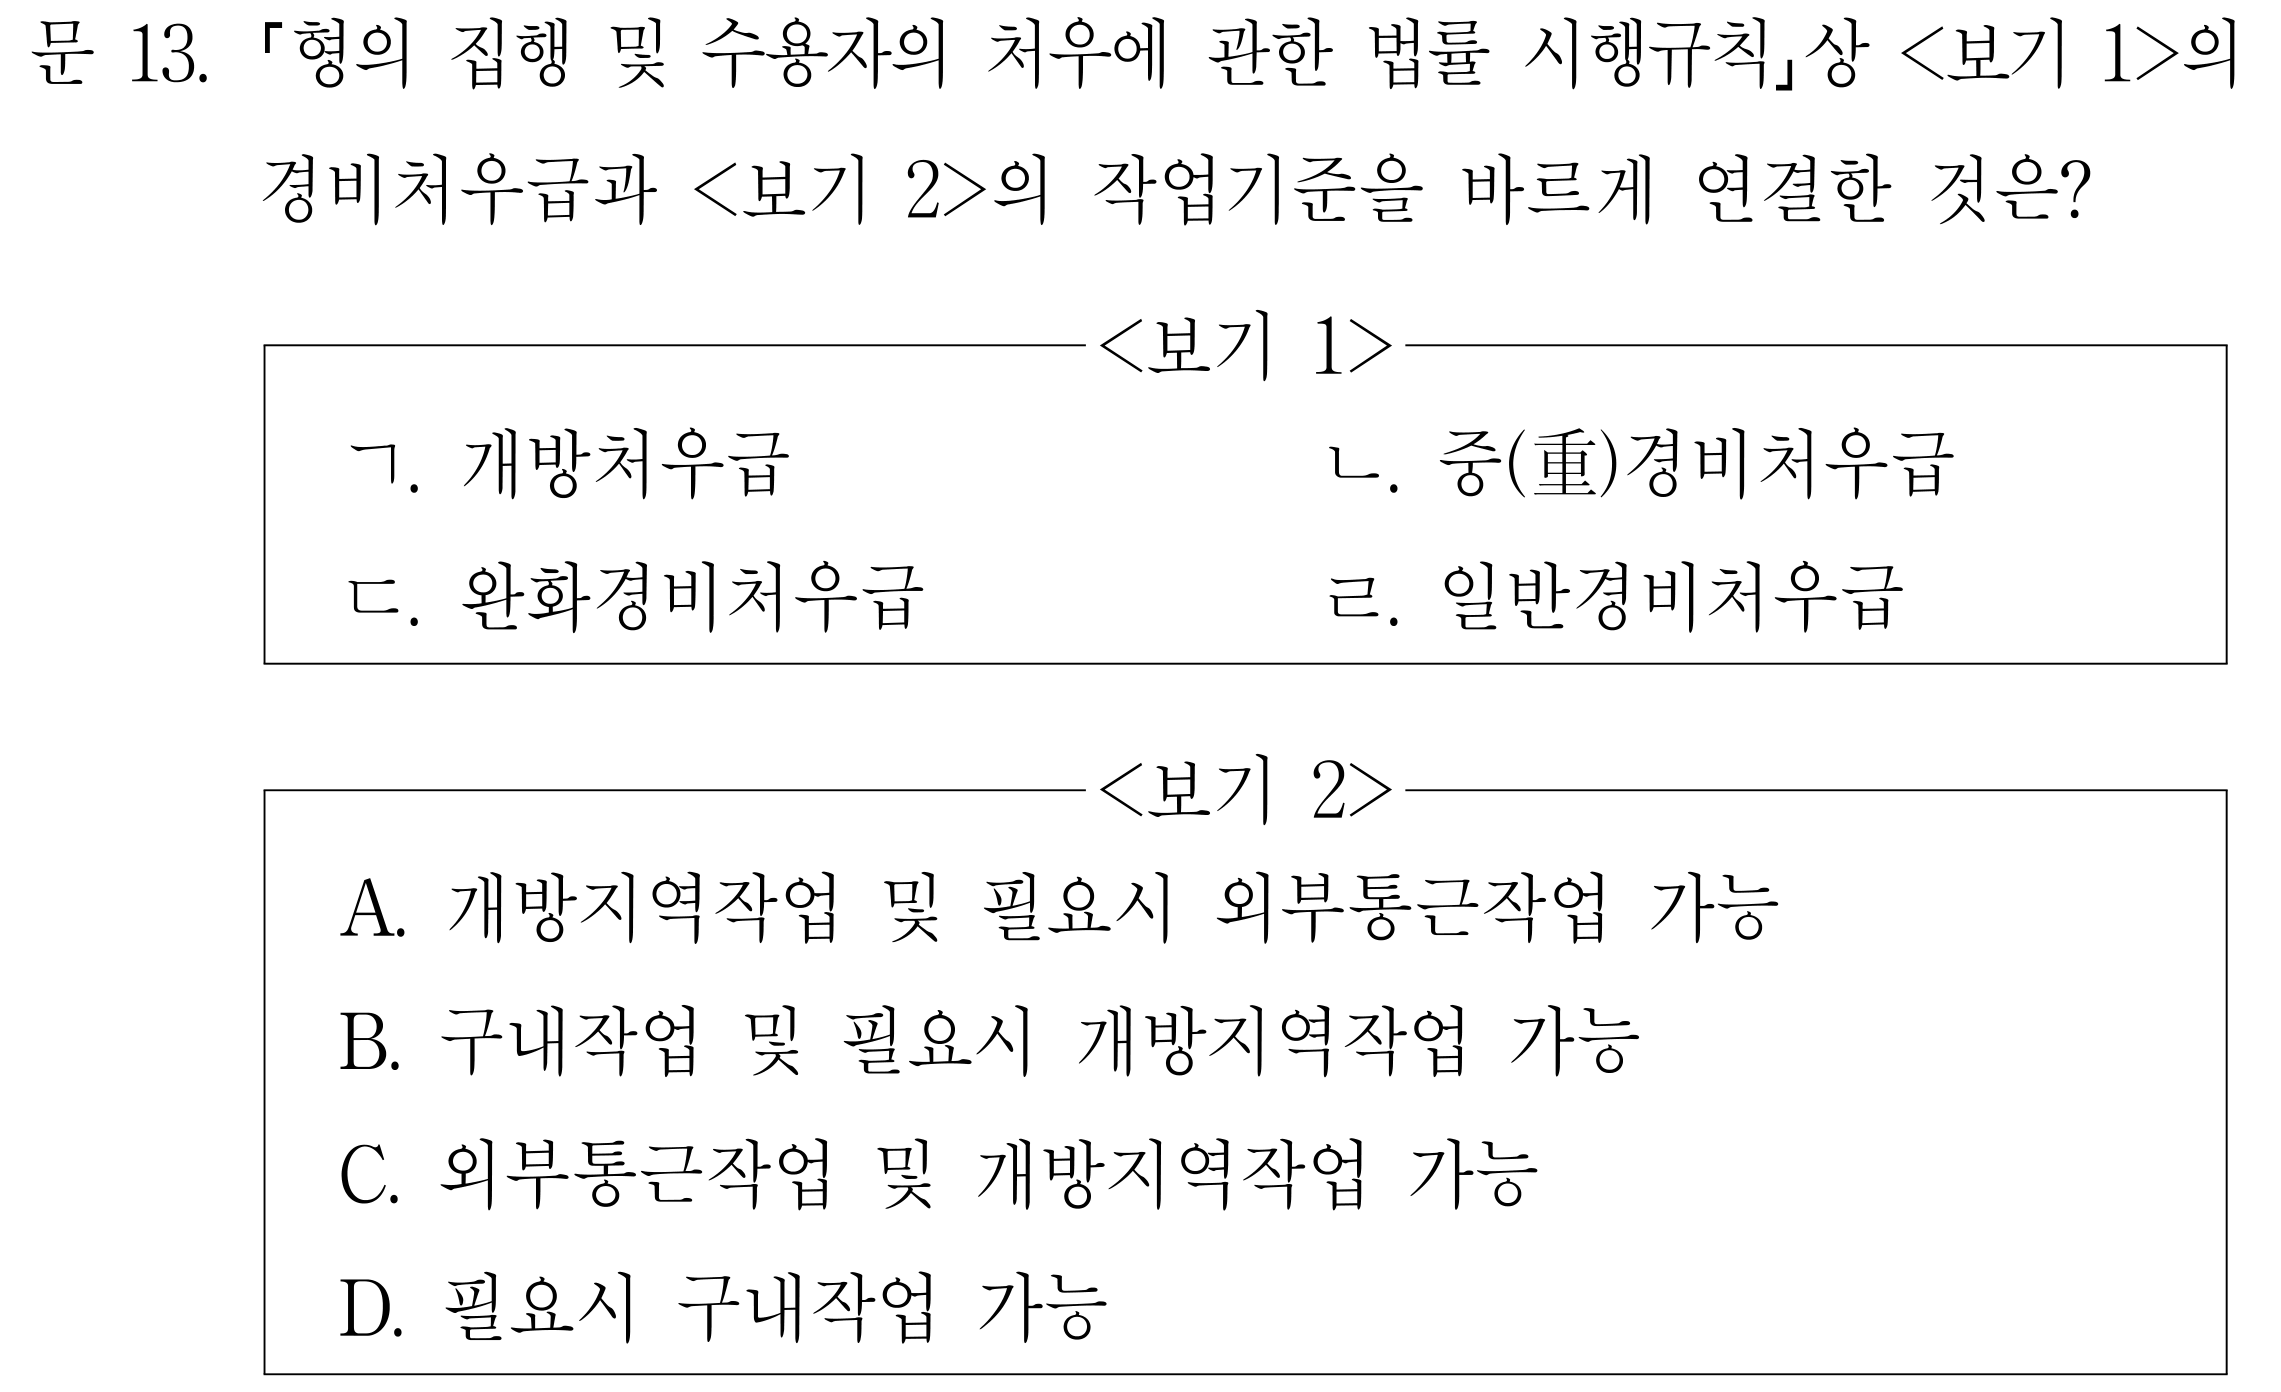 문 13. ｢형의 집행 및 수용자의 처우에 관한 법률 시행규칙｣상 <보기 1>의
경비처우급과 <보기 2>의 작업기준을 바르게 연결한 것은?
<보기 1>
ㄱ. 개방처우급 ㄴ. 중(重)경비처우급
ㄷ. 완화경비처우급 ㄹ. 일반경비처우급
<보기 2>
A. 개방지역작업 및 필요시 외부통근작업 가능
B. 구내작업 및 필요시 개방지역작업 가능
C. 외부통근작업 및 개방지역작업 가능
D. 필요시 구내작업 가능